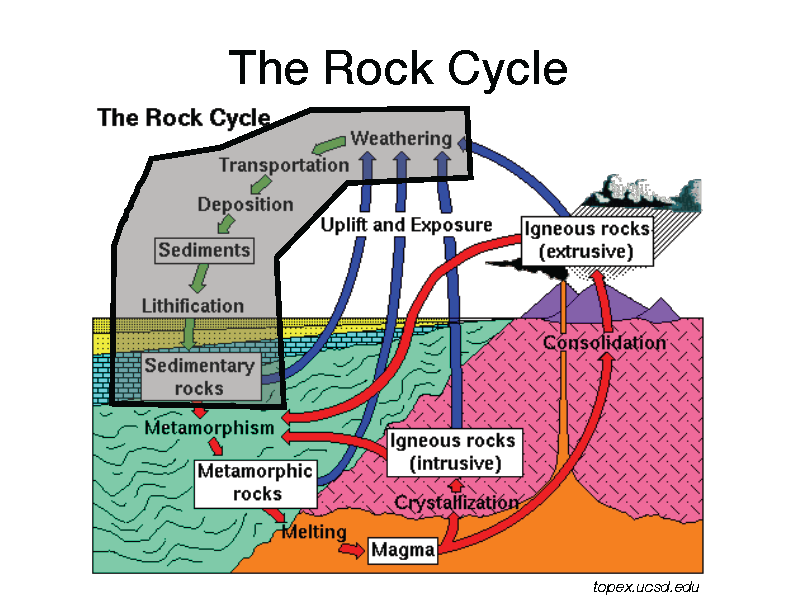 The Rock Cycle
The Rock Cycle
Weathering
Transportation
Deposition
Uplift and Exposure
Igneous rocks
(extrusive)
Sediments
Lithification
Consolidation
Sedimentary
rocks
Metamorphism
Igneous rocks
(intrusive)
Metamorphic
rocks
Crystallization
Melting
Magma
topex.ucsd.edu